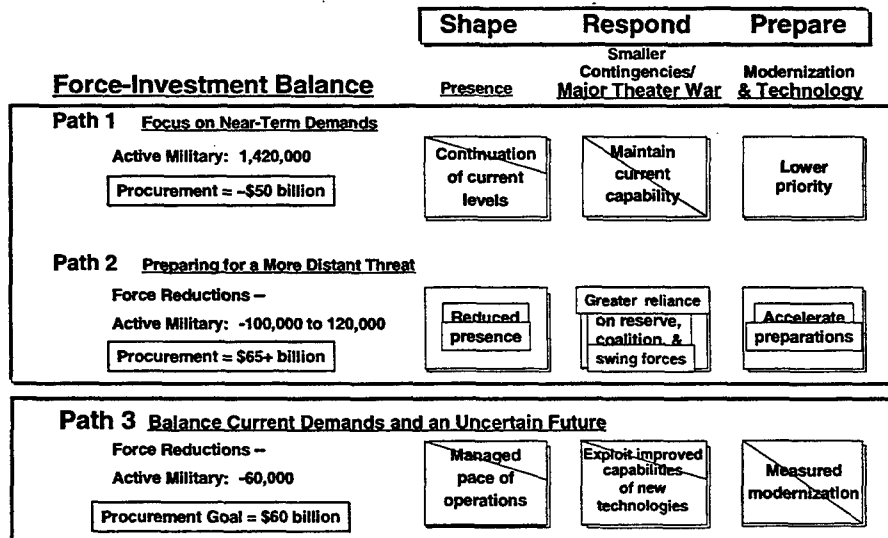 Shape Respond Prepare
Force-Investment Balance
Presence
Smaller
Contingencies/
Major Theater War
Modernization
& Technology
Path 1 Focus on Near-Term Demands
Active Military: 1,420,000
Procurement = ~$50 billion
Continuation
of current
levels
Maintain
current
capability
Lower
priority
Path 2 Preparing for a More Distant Threat
Force Reductions –
Active Military: -100,000 to 120,000
Procurement = $65+ billion
Reduced
presence
Greater reliance
on reserve,
coalition, &
swing forces
Accelerate
preparations
Path 3 Balance Current Demands and an Uncertain Future
Force Reductions –
Active Military: -60,000
Procurement Goal = $60 billion
Managed
pace of
operations
Exploit improved
capabilities
of new
technologies
Measured
modernization